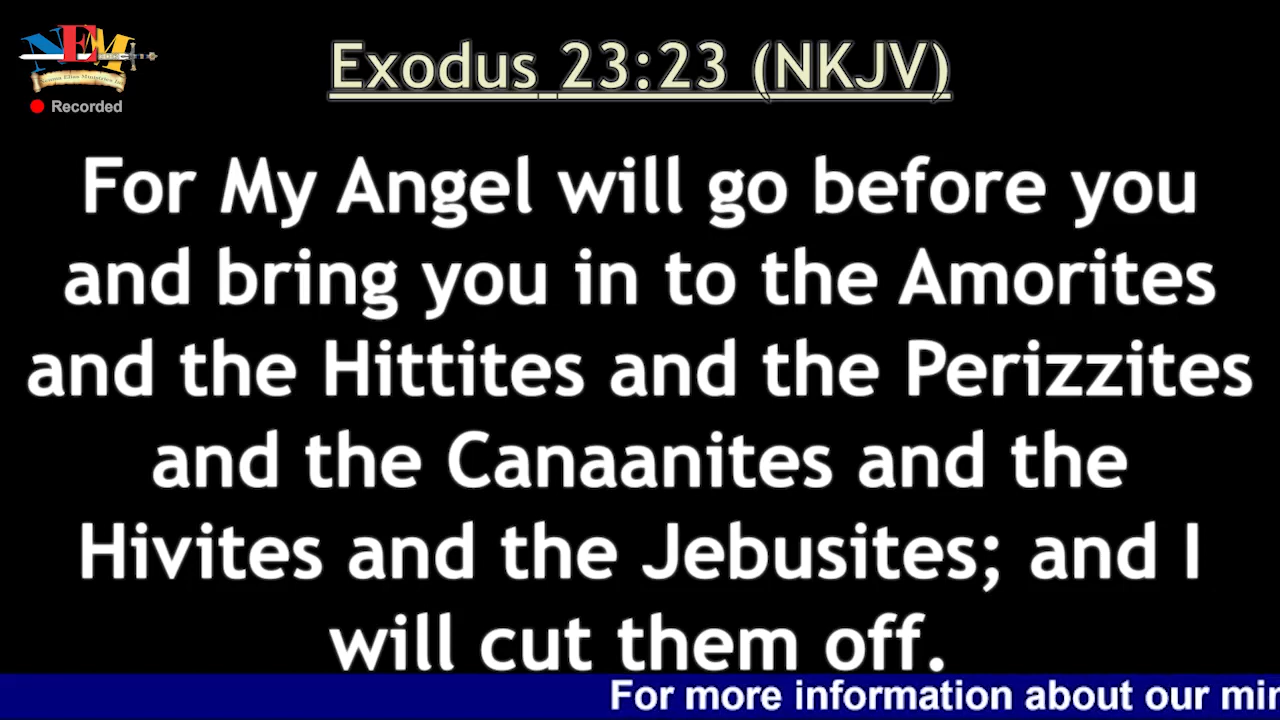 NEM
Recorded
Exodus 23:23 (NKJV)
For My Angel will go before you
and bring you in to the Amorites
and the Hittites and the Perizzites
and the Canaanites and the
Hivites and the Jebusites; and I
will cut them off.
For more information about our